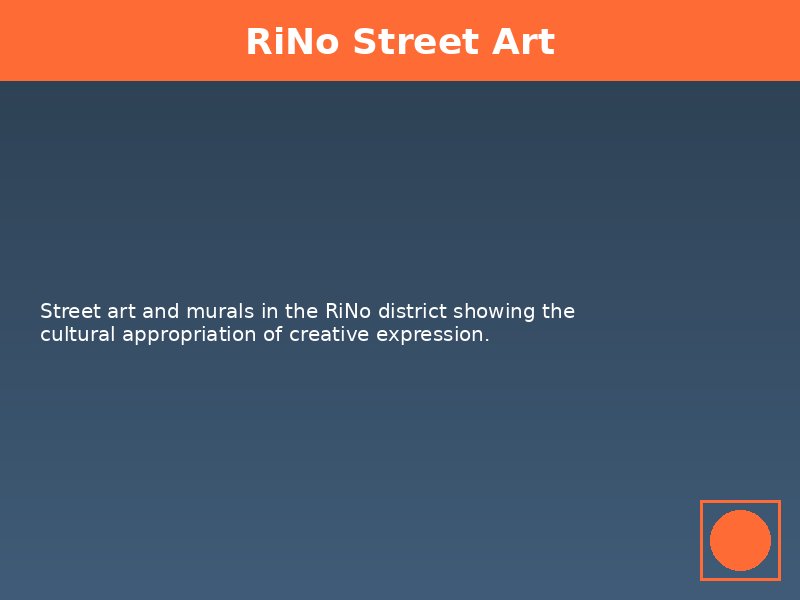 RiNo Street Art
Street art and murals in the RiNo district showing the
cultural appropriation of creative expression.